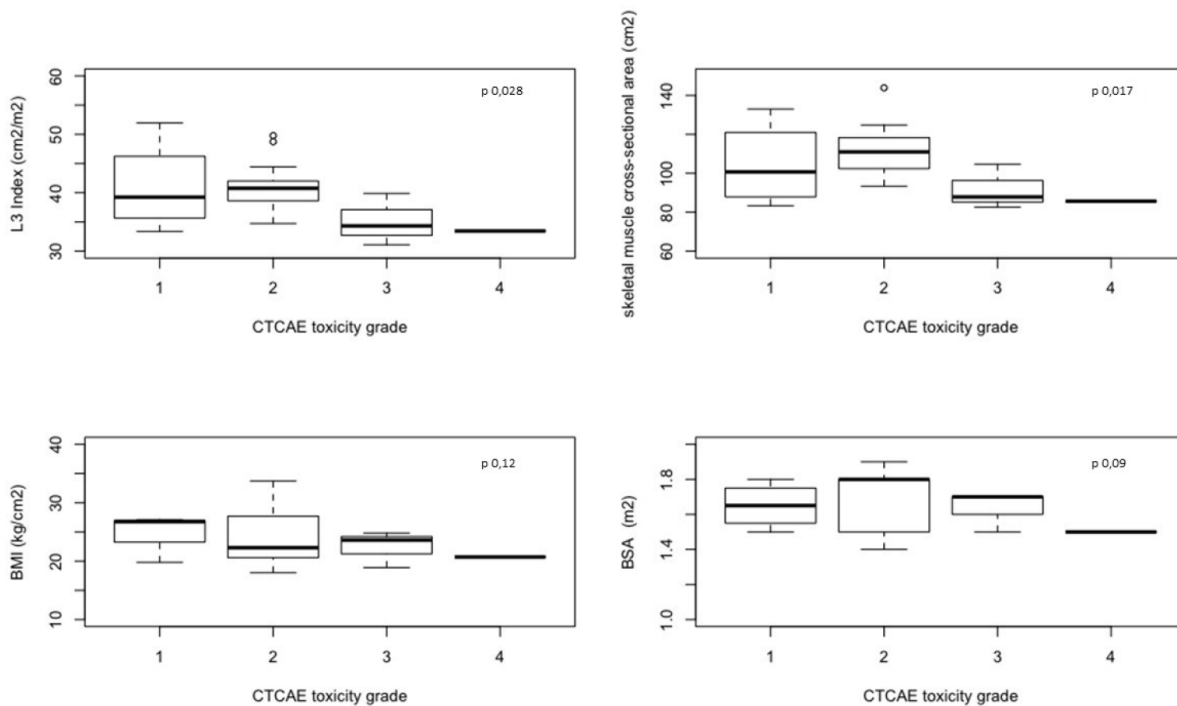 L3 Index (cm2/m2)
60
50
40
30
p 0,028
1 2 3 4
CTCAE toxicity grade
skeletal muscle cross-sectional area (cm2)
140
100
80
60
p 0,017
1 2 3 4
CTCAE toxicity grade
BMI (kg/cm2)
40
30
20
10
p 0,12
1 2 3 4
CTCAE toxicity grade
BSA (m2)
1.8
1.4
1.0
p 0,09
1 2 3 4
CTCAE toxicity grade